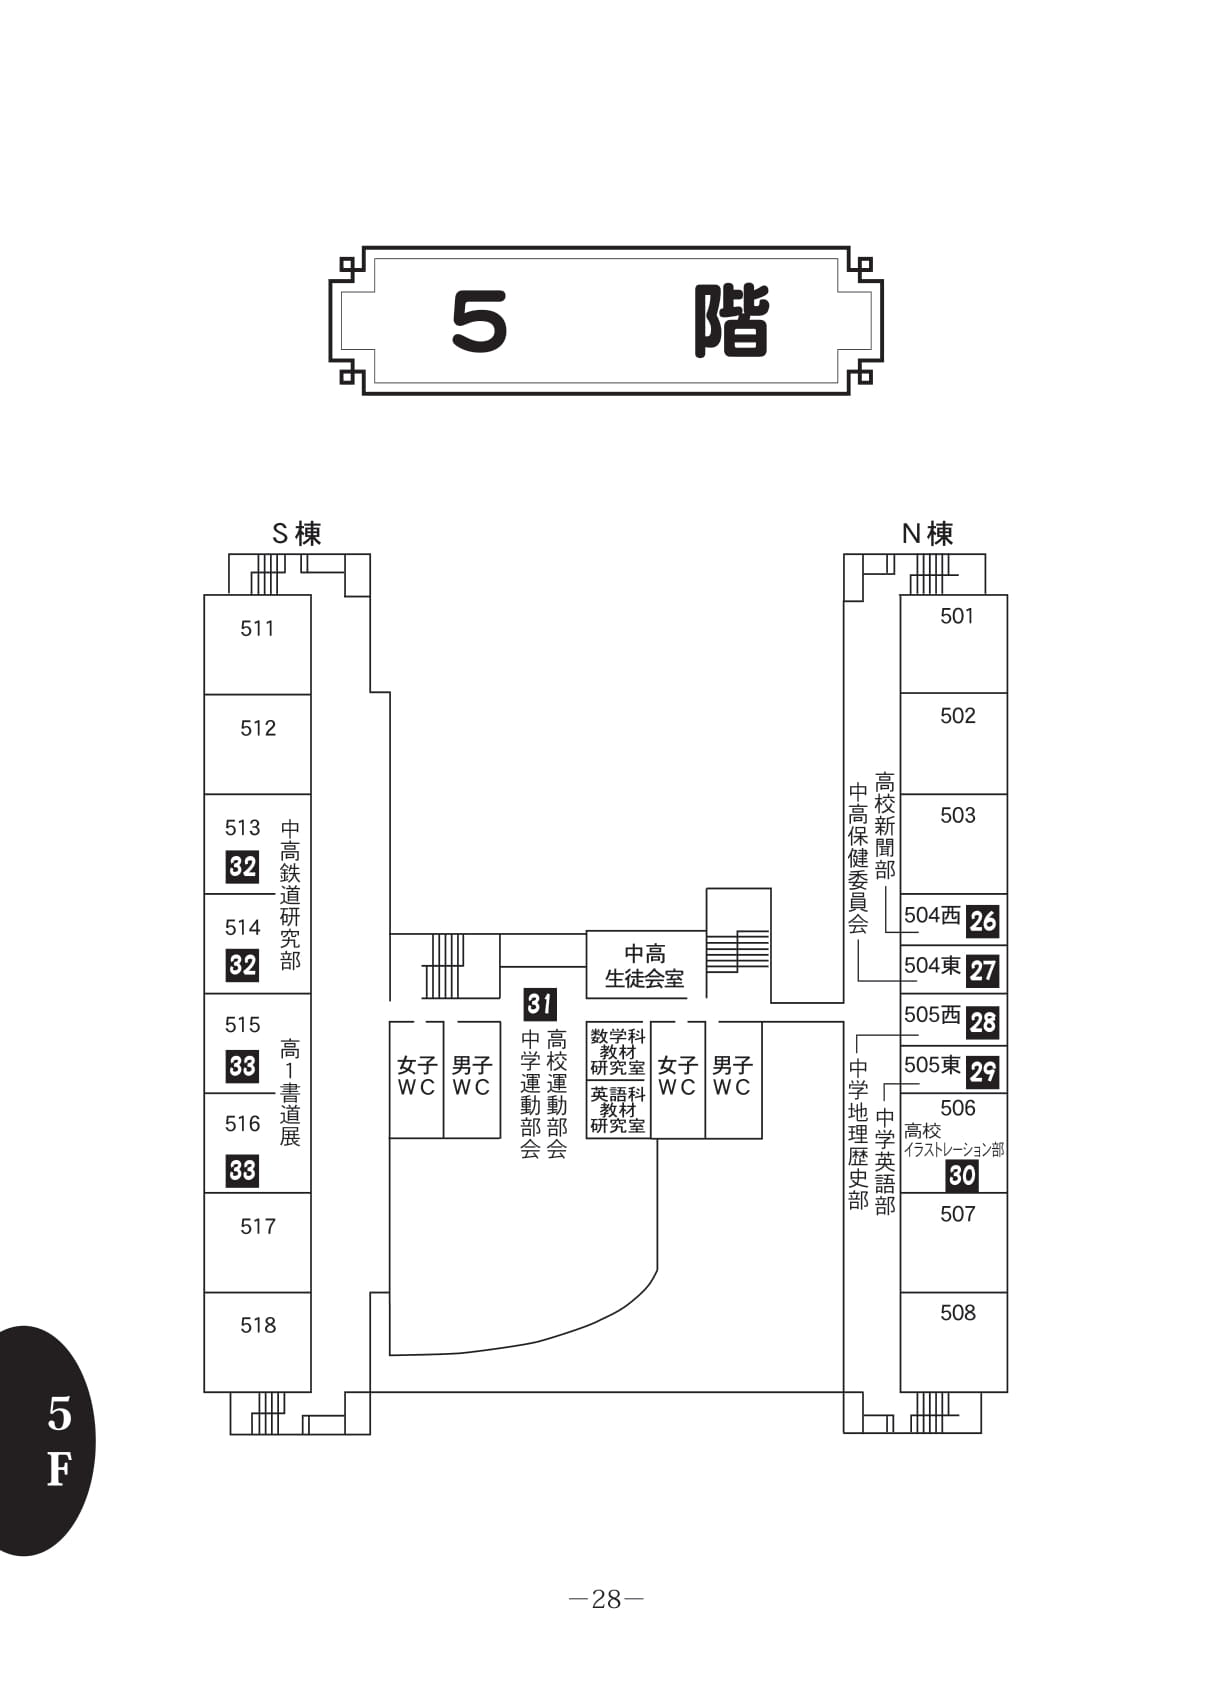 5 階
S棟
511
512
513
32
514
32
中高鉄道研究部
515
33
516
33
高1書道展
517
518
女子
WC
男子
WC
31
高校運動部会
中学運動部会
中高
生徒会室
数学科
教材
研究室
英語科
教材
研究室
女子
WC
男子
WC
N棟
501
502
503
高校新聞部
504西 26
中高保健委員会
504東 27
505西 28
中学地理歴史部
505東 29
中学英語部
506
高校
イラストレーション部
30
507
508
5
F
—28—